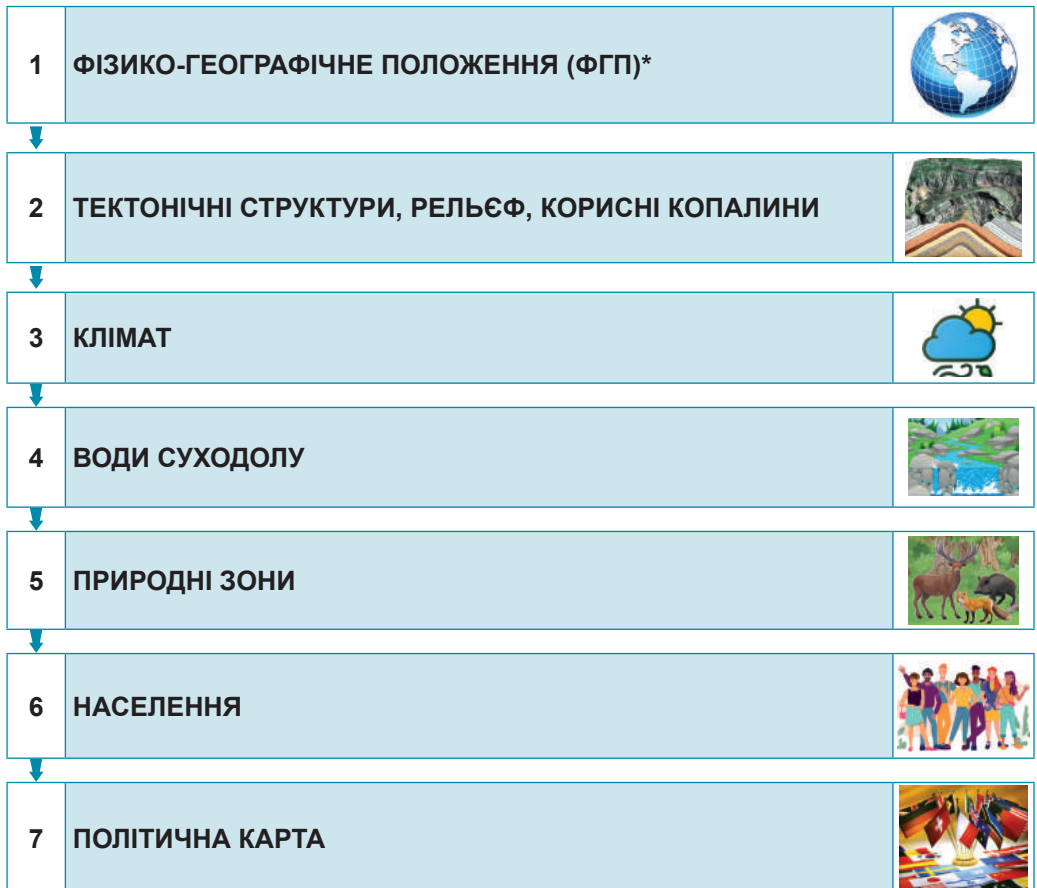 1 ФІЗИКО-ГЕОГРАФІЧНЕ ПОЛОЖЕННЯ (ФГП)*
2 ТЕКТОНІЧНІ СТРУКТУРИ, РЕЛЬЄФ, КОРИСНІ КОПАЛИНИ
3 КЛІМАТ
4 ВОДИ СУХОДОЛУ
5 ПРИРОДНІ ЗОНИ
6 НАСЕЛЕННЯ
7 ПОЛІТИЧНА КАРТА